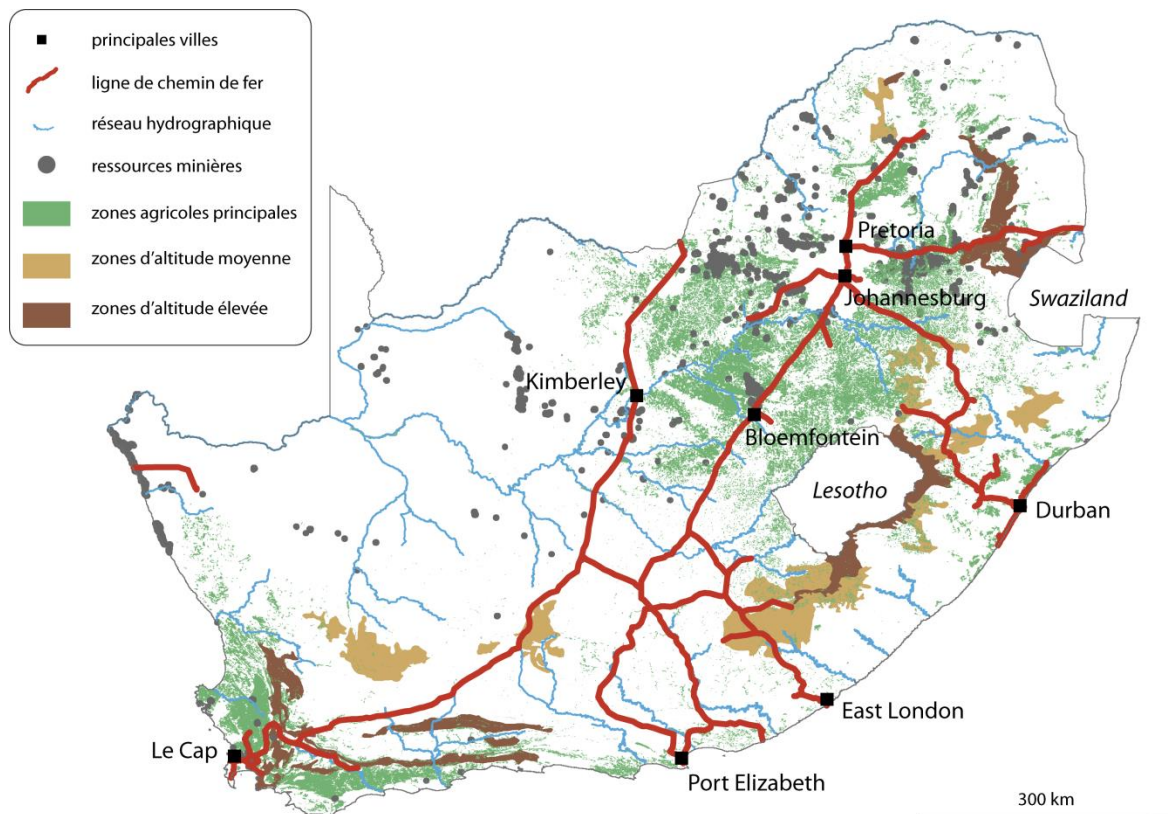 principales villes
ligne de chemin de fer
réseau hydrographique
ressources minières
zones agricoles principales
zones d'altitude moyenne
zones d'altitude élevée
Pretoria
Johannesburg
Swaziland
Kimberley
Bloemfontein
Lesotho
Durban
East London
Le Cap
Port Elizabeth
300 km